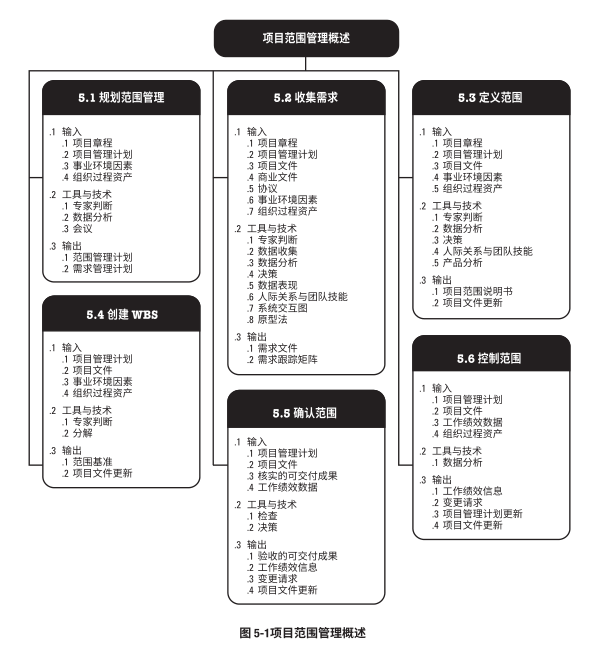 项目范围管理概述
5.1 规划范围管理
.1 输入
.1 项目章程
.2 项目管理计划
.3 事业环境因素
.4 组织过程资产
.2 工具与技术
.1 专家判断
.2 数据分析
.3 会议
.3 输出
.1 范围管理计划
.2 需求管理计划
5.2 收集需求
.1 输入
.1 项目章程
.2 项目管理计划
.3 项目文件
.4 商业文件
.5 协议
.6 事业环境因素
.7 组织过程资产
.2 工具与技术
.1 专家判断
.2 数据收集
.3 数据分析
.4 决策
.5 数据表现
.6 人际关系与团队技能
.7 系统交互图
.8 原型法
.3 输出
.1 需求文件
.2 需求跟踪矩阵
5.3 定义范围
.1 输入
.1 项目章程
.2 项目管理计划
.3 项目文件
.4 事业环境因素
.5 组织过程资产
.2 工具与技术
.1 专家判断
.2 数据分析
.3 决策
.4 人际关系与团队技能
.5 产品分析
.3 输出
.1 项目范围说明书
.2 项目文件更新
5.4 创建 WBS
.1 输入
.1 项目管理计划
.2 项目文件
.3 事业环境因素
.4 组织过程资产
.2 工具与技术
.1 专家判断
.2 分解
.3 输出
.1 范围基准
.2 项目文件更新
5.5 确认范围
.1 输入
.1 项目管理计划
.2 项目文件
.3 核实的可交付成果
.4 工作绩效数据
.2 工具与技术
.1 检查
.2 决策
.3 输出
.1 验收的可交付成果
.2 工作绩效信息
.3 变更请求
.4 项目文件更新
5.6 控制范围
.1 输入
.1 项目管理计划
.2 项目文件
.3 工作绩效数据
.4 组织过程资产
.2 工具与技术
.1 数据分析
.3 输出
.1 工作绩效信息
.2 变更请求
.3 项目管理计划更新
.4 项目文件更新
图 5-1项目范围管理概述